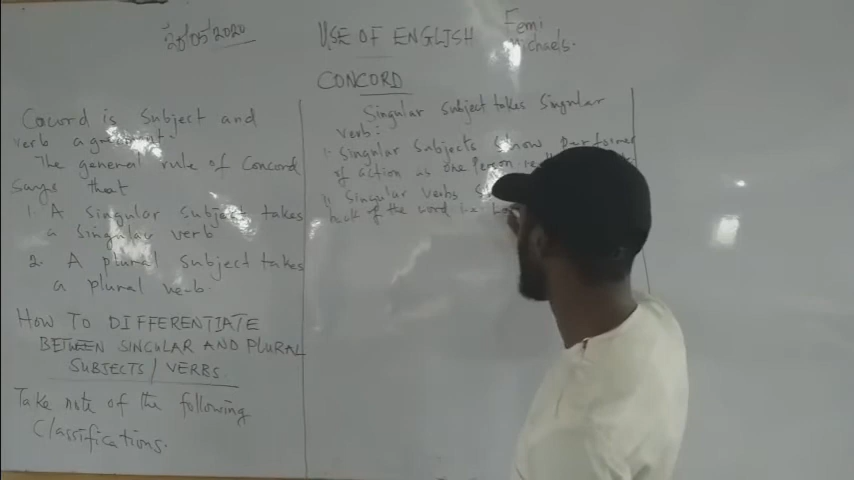 28/05/2020
USE OF ENGLISH
Femi
Michaels.
CONCORD
Cocord is subject and
verb agreement.
The general rule of Concord
says that
1. A singular subject takes
a singular verb
2. A plural subject takes
a plural verb.
HOW TO DIFFERENTIATE
BETWEEN SINGULAR AND PLURAL
SUBJECTS / VERBS.
Take note of the following
Classifications.
Singular subject takes singular
verb:
i. Singular subjects show performer
of action as one person
ii. Singular verbs
back of the word i.e